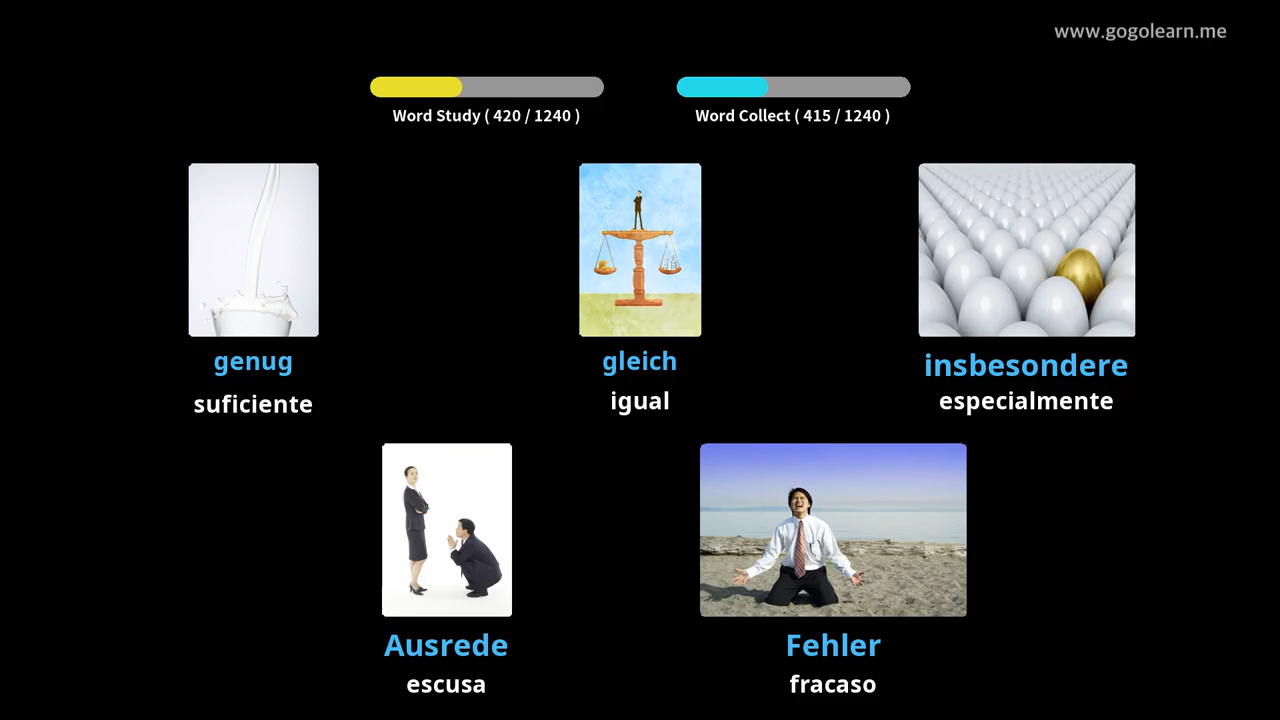 www.gogolearn.me
Word Study ( 420 / 1240 )
Word Collect ( 415 / 1240 )
genug
suficiente
gleich
igual
insbesondere
especialmente
Ausrede
escusa
Fehler
fracaso